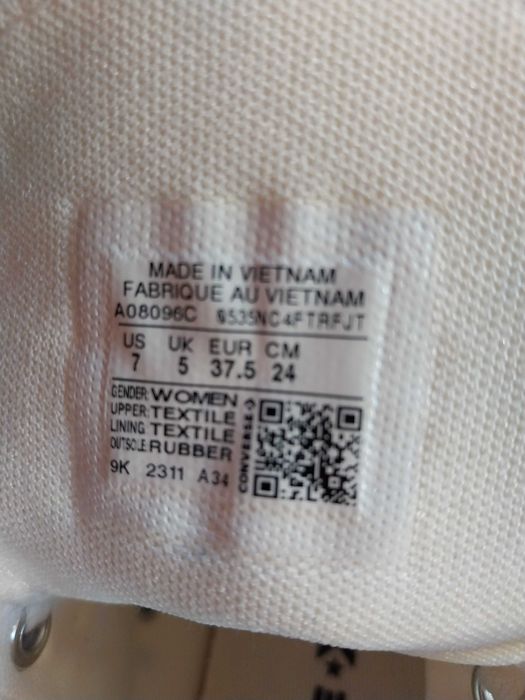 MADE IN VIETNAM
FABRIQUE AU VIETNAM
A08096C 0535NC4FTRFJT
US UK EUR CM
7 5 37.5 24
GENDER: WOMEN
UPPER: TEXTILE
LINING TEXTILE
OUTSOLE RUBBER
9K 2311 A34
CONVERSE